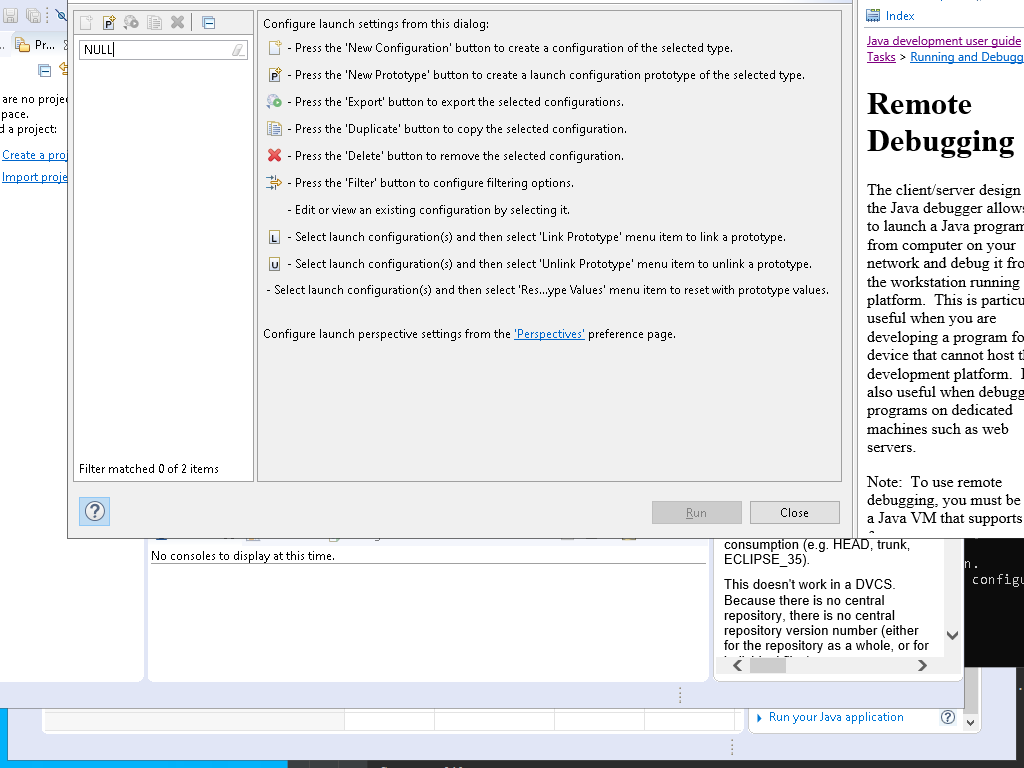 Pr...
are no proje
pace.
d a project:
Create a proj
Import proje
NULL
Filter matched 0 of 2 items
Configure launch settings from this dialog:
- Press the 'New Configuration' button to create a configuration of the selected type.
P - Press the 'New Prototype' button to create a launch configuration prototype of the selected type.
- Press the 'Export' button to export the selected configurations.
- Press the 'Duplicate' button to copy the selected configuration.
- Press the 'Delete' button to remove the selected configuration.
- Press the 'Filter' button to configure filtering options.
- Edit or view an existing configuration by selecting it.
L - Select launch configuration(s) and then select 'Link Prototype' menu item to link a prototype.
U - Select launch configuration(s) and then select 'Unlink Prototype' menu item to unlink a prototype.
- Select launch configuration(s) and then select 'Res...ype Values' menu item to reset with prototype values.
Configure launch perspective settings from the 'Perspectives' preference page.
?
Run
Close
Index
Java development user guide
Tasks > Running and Debugg
Remote
Debugging
The client/server design
the Java debugger allows
to launch a Java program
from computer on your
network and debug it fro
the workstation running
platform. This is particu
useful when you are
developing a program fo
device that cannot host t
development platform. I
also useful when debugg
programs on dedicated
machines such as web
servers.
Note: To use remote
debugging, you must be
a Java VM that supports
No consoles to display at this time.
consumption (e.g. HEAD, trunk,
ECLIPSE_35).
This doesn't work in a DVCS.
Because there is no central
repository, there is no central
repository version number (either
for the repository as a whole, or for
n.
configu
Run your Java application
?